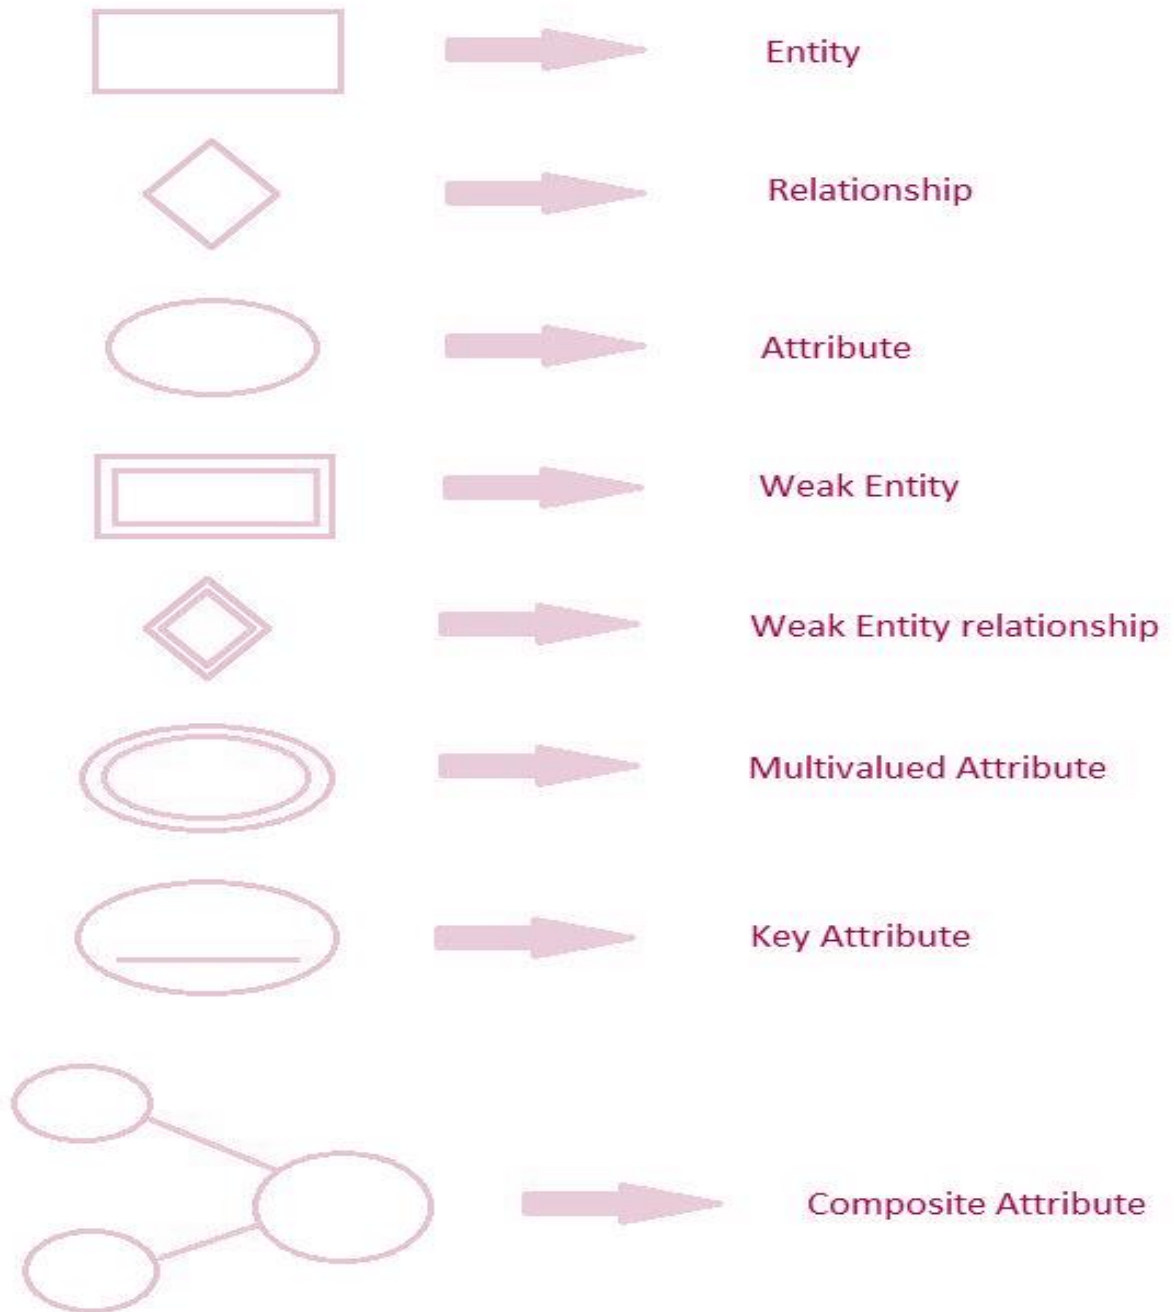 Entity
Relationship
Attribute
Weak Entity
Weak Entity relationship
Multivalued Attribute
Key Attribute
Composite Attribute